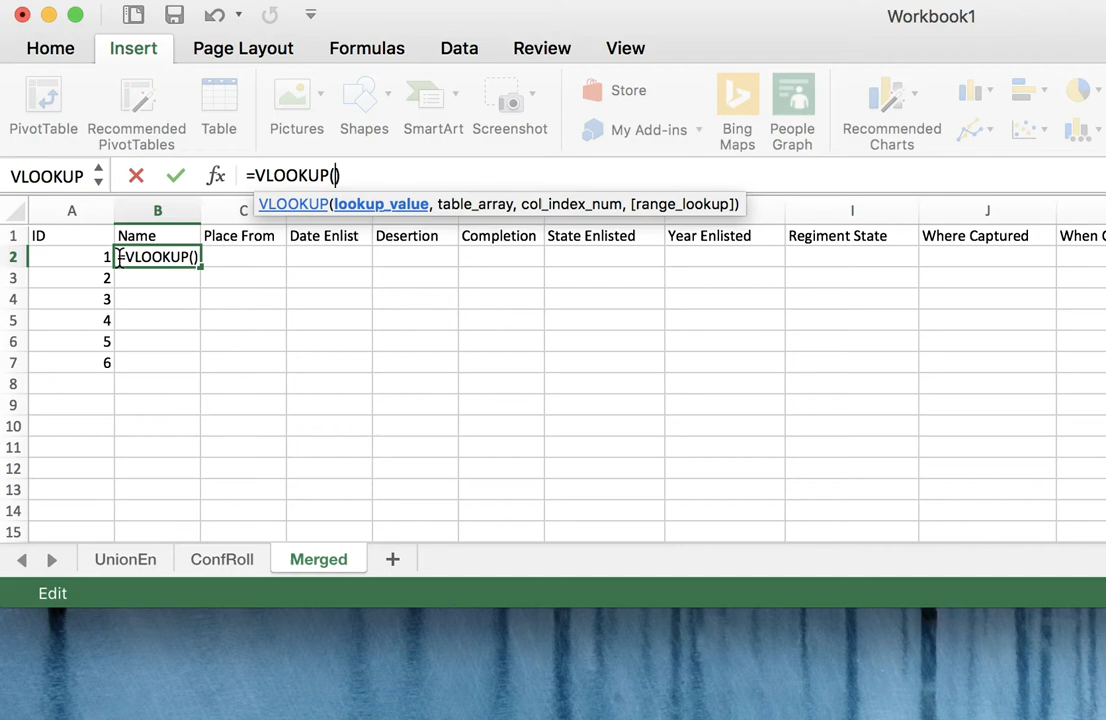 Workbook1
Home Insert Page Layout Formulas Data Review View
PivotTable Recommended PivotTables Table Pictures Shapes SmartArt Screenshot Store My Add-ins Bing Maps People Graph Recommended Charts
VLOOKUP fx =VLOOKUP()
VLOOKUP(lookup_value, table_array, col_index_num, [range_lookup])
A B C I J
1 ID Name Place From Date Enlist Desertion Completion State Enlisted Year Enlisted Regiment State Where Captured When C
2 1 =VLOOKUP()
3 2
4 3
5 4
6 5
7 6
8
9
10
11
12
13
14
15
UnionEn ConfRoll Merged +
Edit